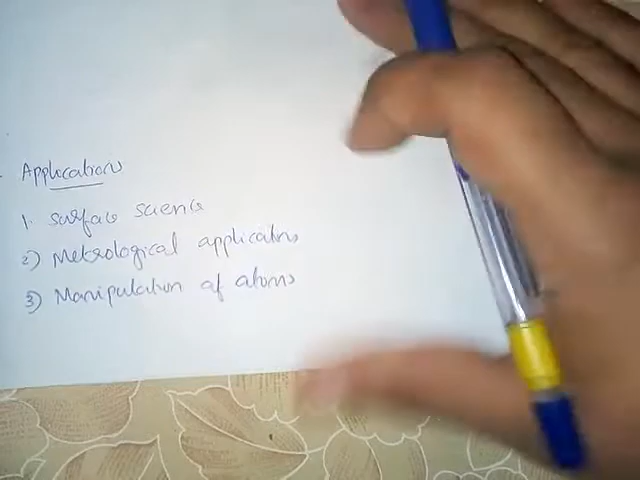 Applications
1. Surface science
2) Metrological applications
3) Manipulation of atoms